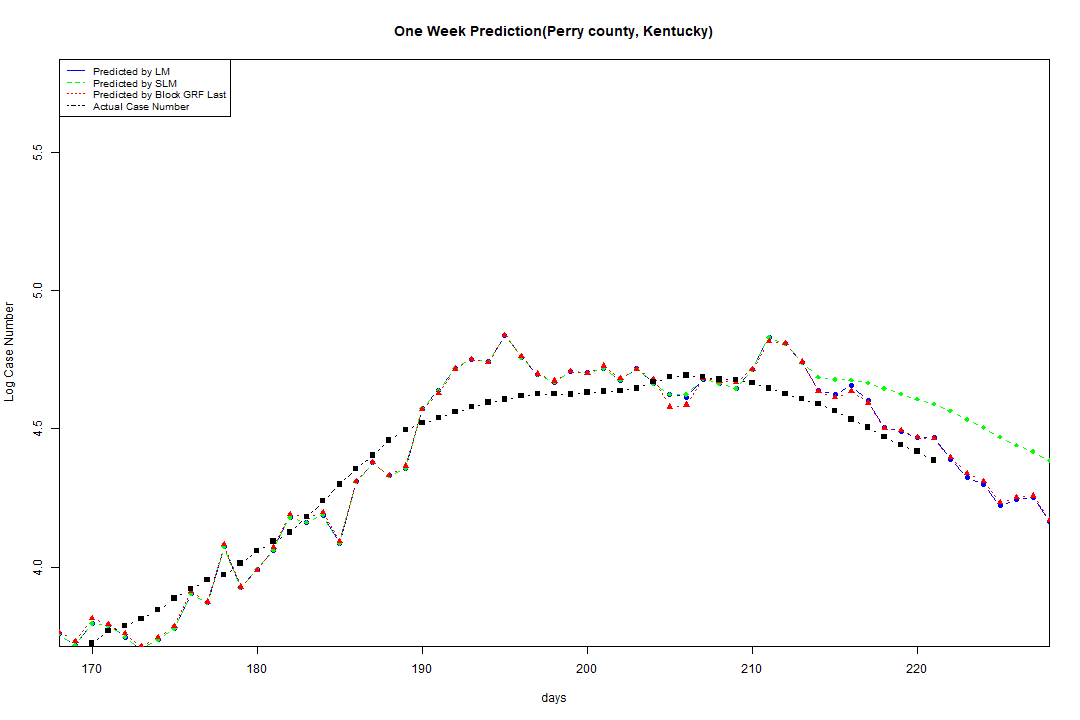 One Week Prediction(Perry county, Kentucky)
Predicted by LM
Predicted by SLM
Predicted by Block GRF Last
Actual Case Number
Log Case Number
5.5
5.0
4.5
4.0
170 180 190 200 210 220
days